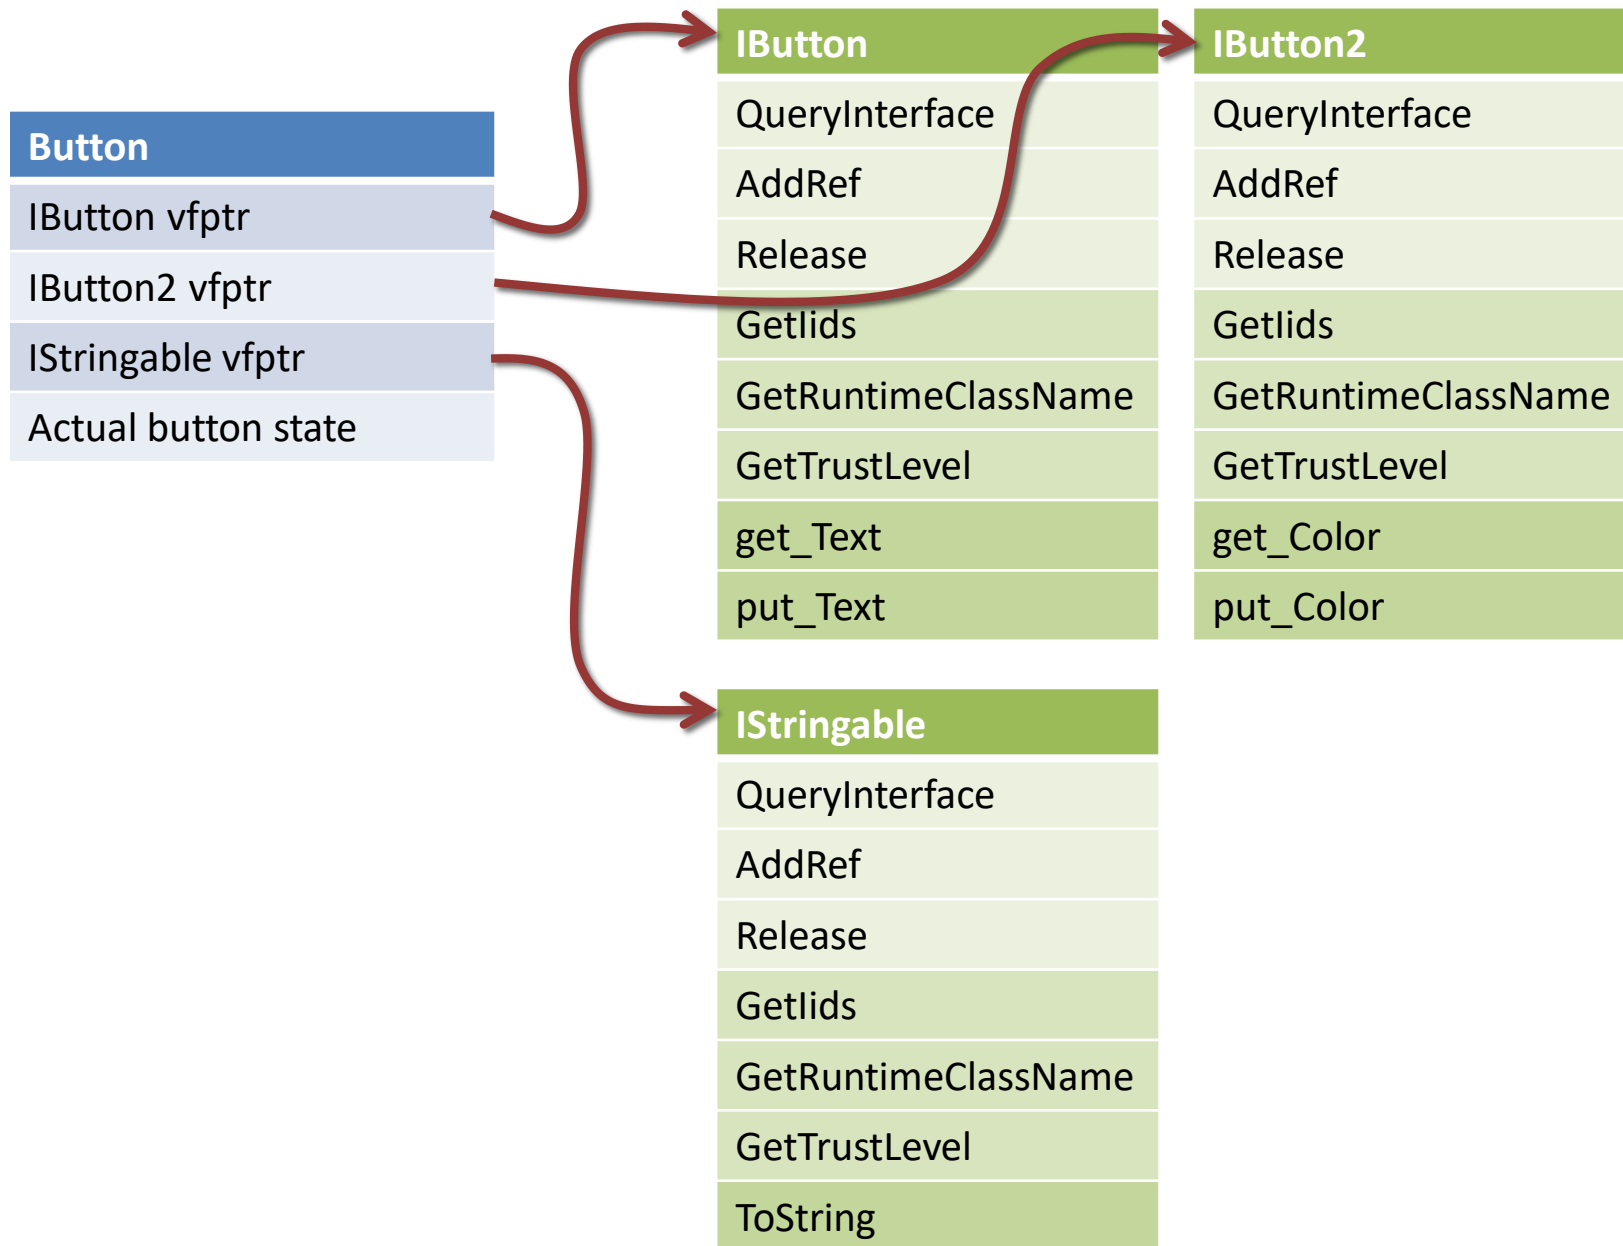 Button
IButton vfptr
IButton2 vfptr
IStringable vfptr
Actual button state
IButton
QueryInterface
AddRef
Release
GetIids
GetRuntimeClassName
GetTrustLevel
get_Text
put_Text
IButton2
QueryInterface
AddRef
Release
GetIids
GetRuntimeClassName
GetTrustLevel
get_Color
put_Color
IStringable
QueryInterface
AddRef
Release
GetIids
GetRuntimeClassName
GetTrustLevel
ToString